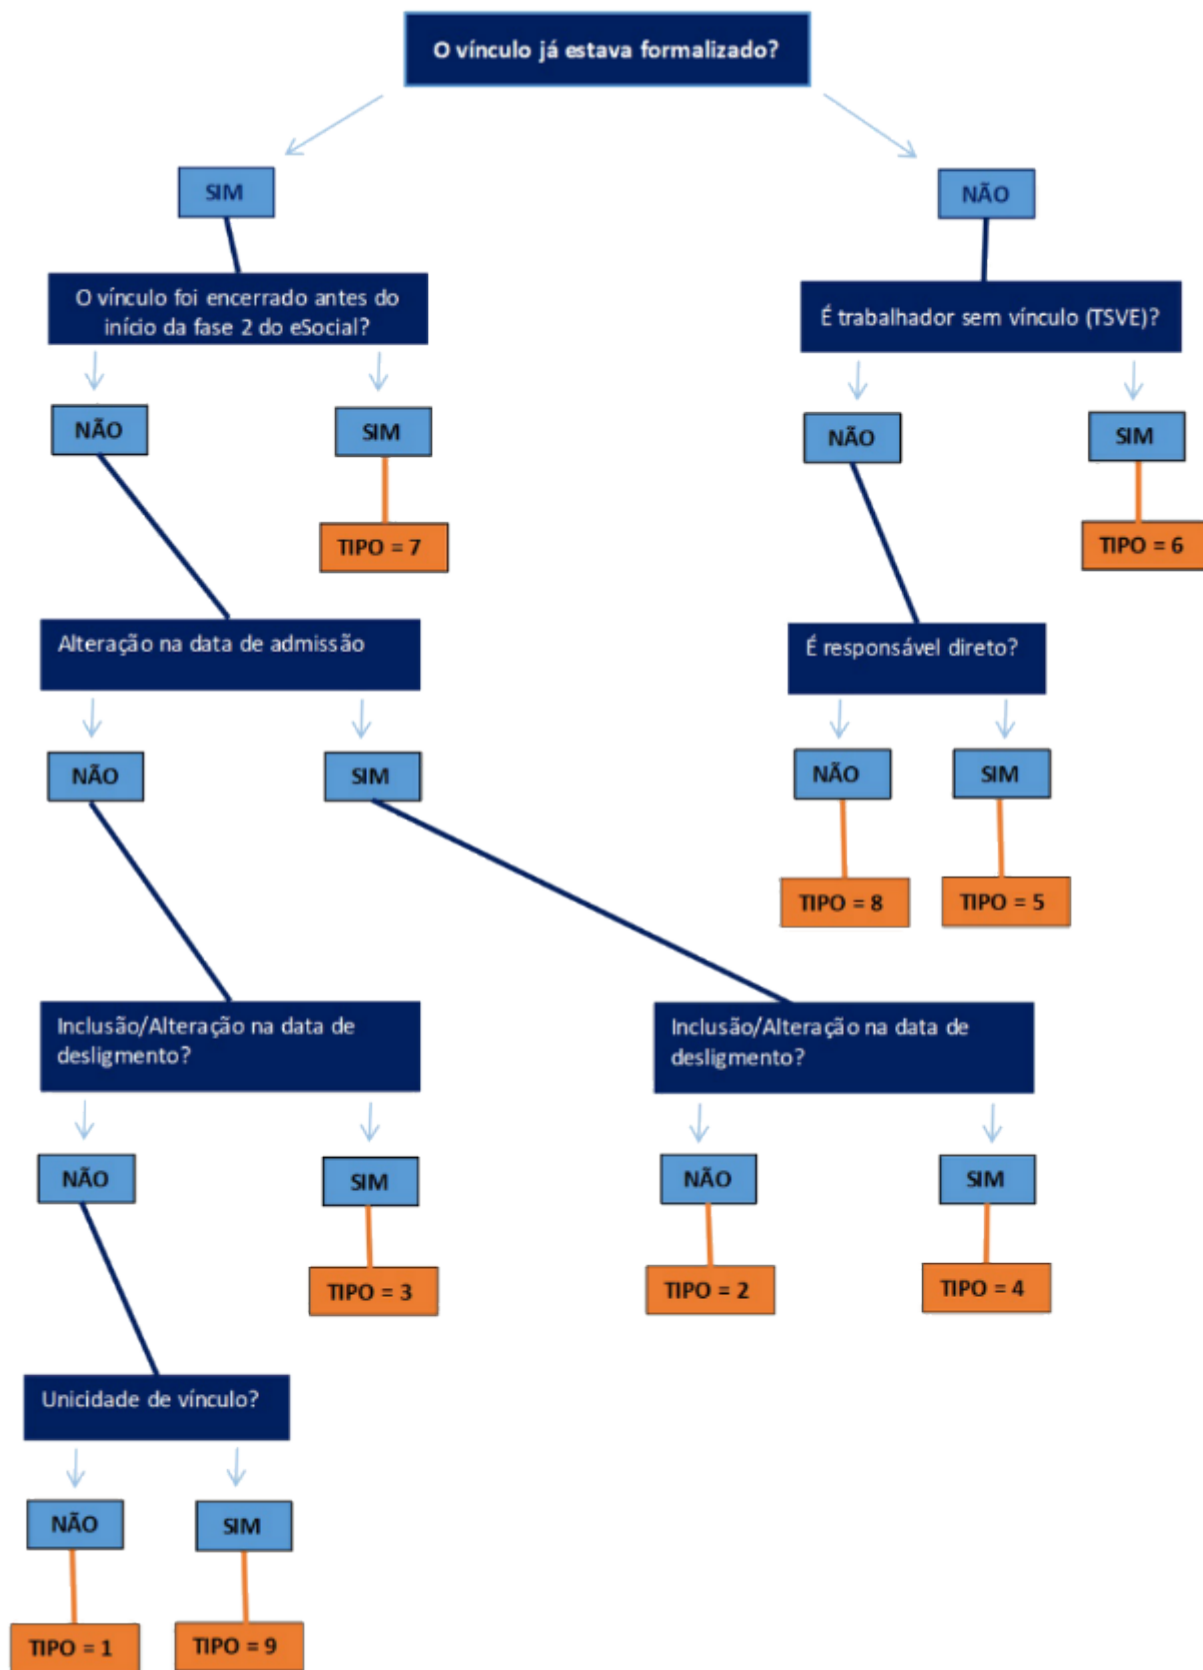 O vínculo já estava formalizado?
SIM
NÃO
O vínculo foi encerrado antes do
início da fase 2 do eSocial?
É trabalhador sem vínculo (TSVE)?
NÃO
SIM
NÃO
SIM
TIPO = 7
TIPO = 6
Alteração na data de admissão
É responsável direto?
NÃO
SIM
NÃO
SIM
TIPO = 8
TIPO = 5
Inclusão/Alteração na data de
desligmento?
Inclusão/Alteração na data de
desligmento?
NÃO
SIM
NÃO
SIM
TIPO = 3
TIPO = 2
TIPO = 4
Unicidade de vínculo?
NÃO
SIM
TIPO = 1
TIPO = 9